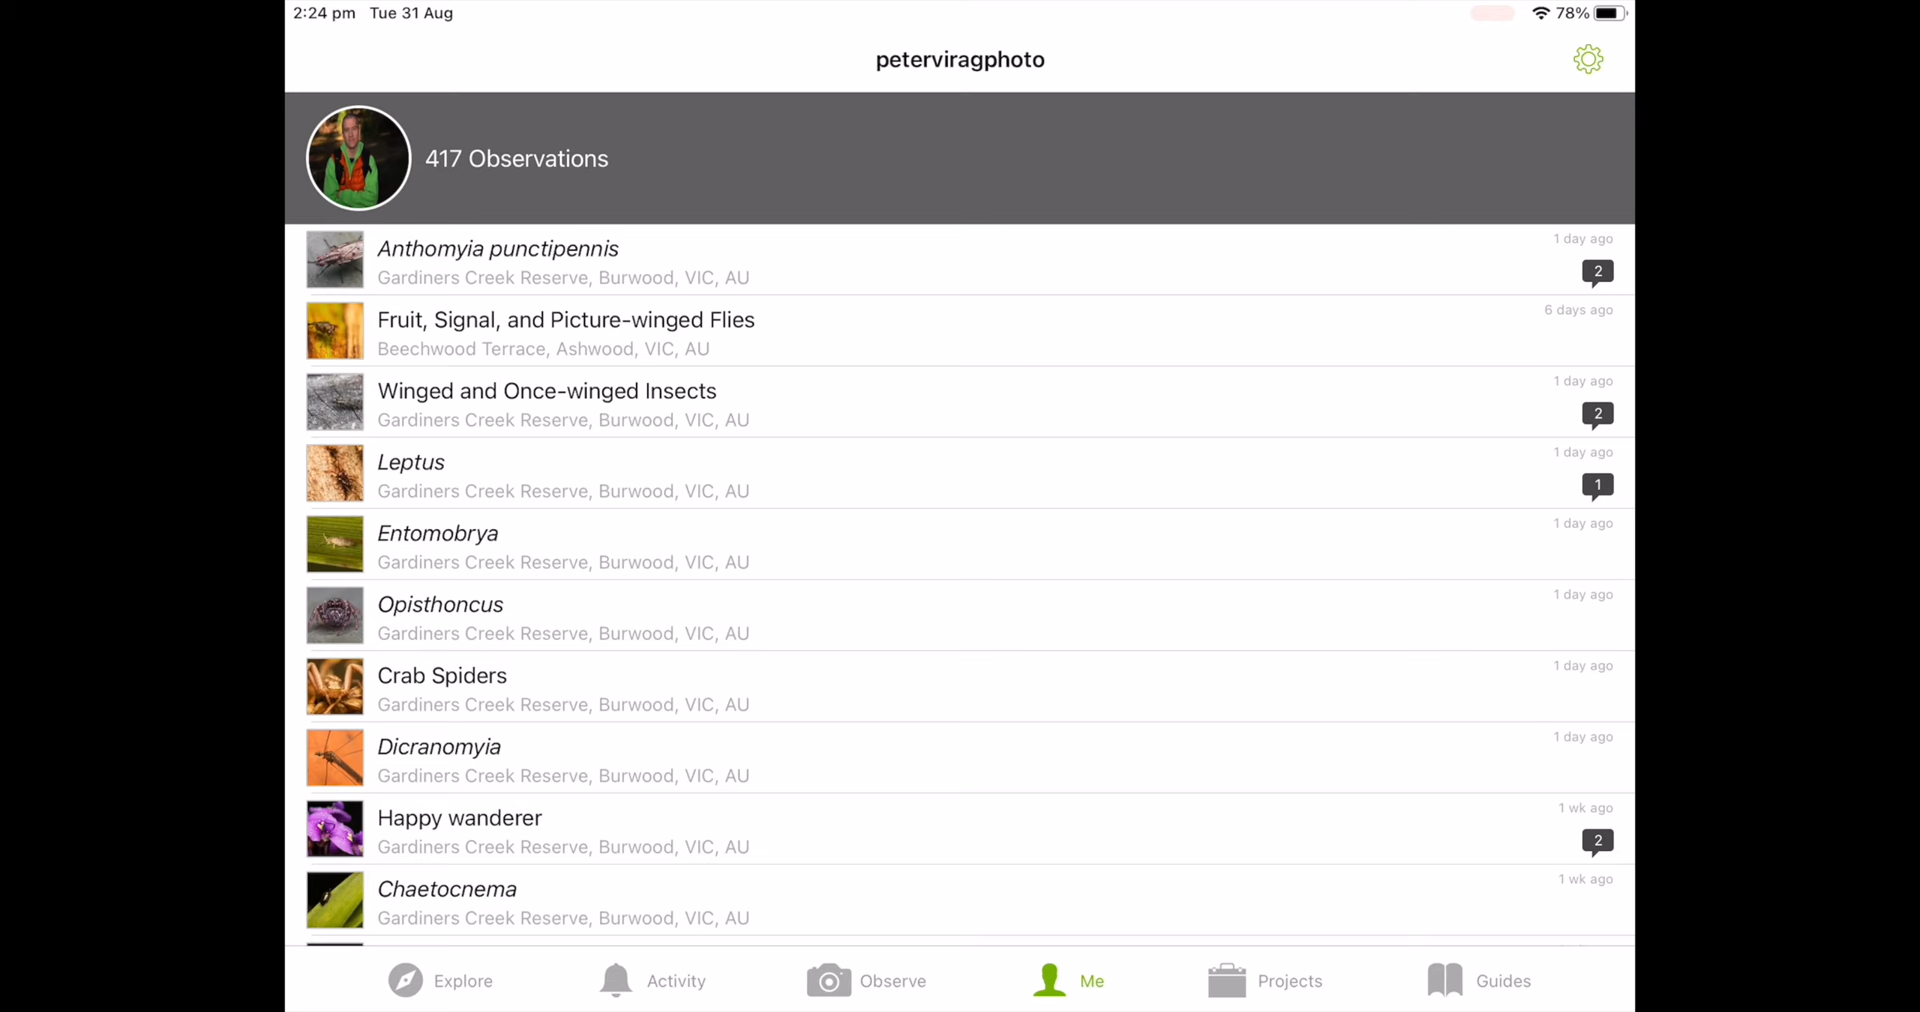 2:24 pm Tue 31 Aug
78%
peterviragphoto
417 Observations
Anthomyia punctipennis
1 day ago
Gardiners Creek Reserve, Burwood, VIC, AU
2
Fruit, Signal, and Picture-winged Flies
6 days ago
Beechwood Terrace, Ashwood, VIC, AU
Winged and Once-winged Insects
1 day ago
Gardiners Creek Reserve, Burwood, VIC, AU
2
Leptus
1 day ago
Gardiners Creek Reserve, Burwood, VIC, AU
1
Entomobrya
1 day ago
Gardiners Creek Reserve, Burwood, VIC, AU
Opisthoncus
1 day ago
Gardiners Creek Reserve, Burwood, VIC, AU
Crab Spiders
1 day ago
Gardiners Creek Reserve, Burwood, VIC, AU
Dicranomyia
1 day ago
Gardiners Creek Reserve, Burwood, VIC, AU
Happy wanderer
1 wk ago
Gardiners Creek Reserve, Burwood, VIC, AU
2
Chaetocnema
1 wk ago
Gardiners Creek Reserve, Burwood, VIC, AU
Explore Activity Observe Me Projects Guides